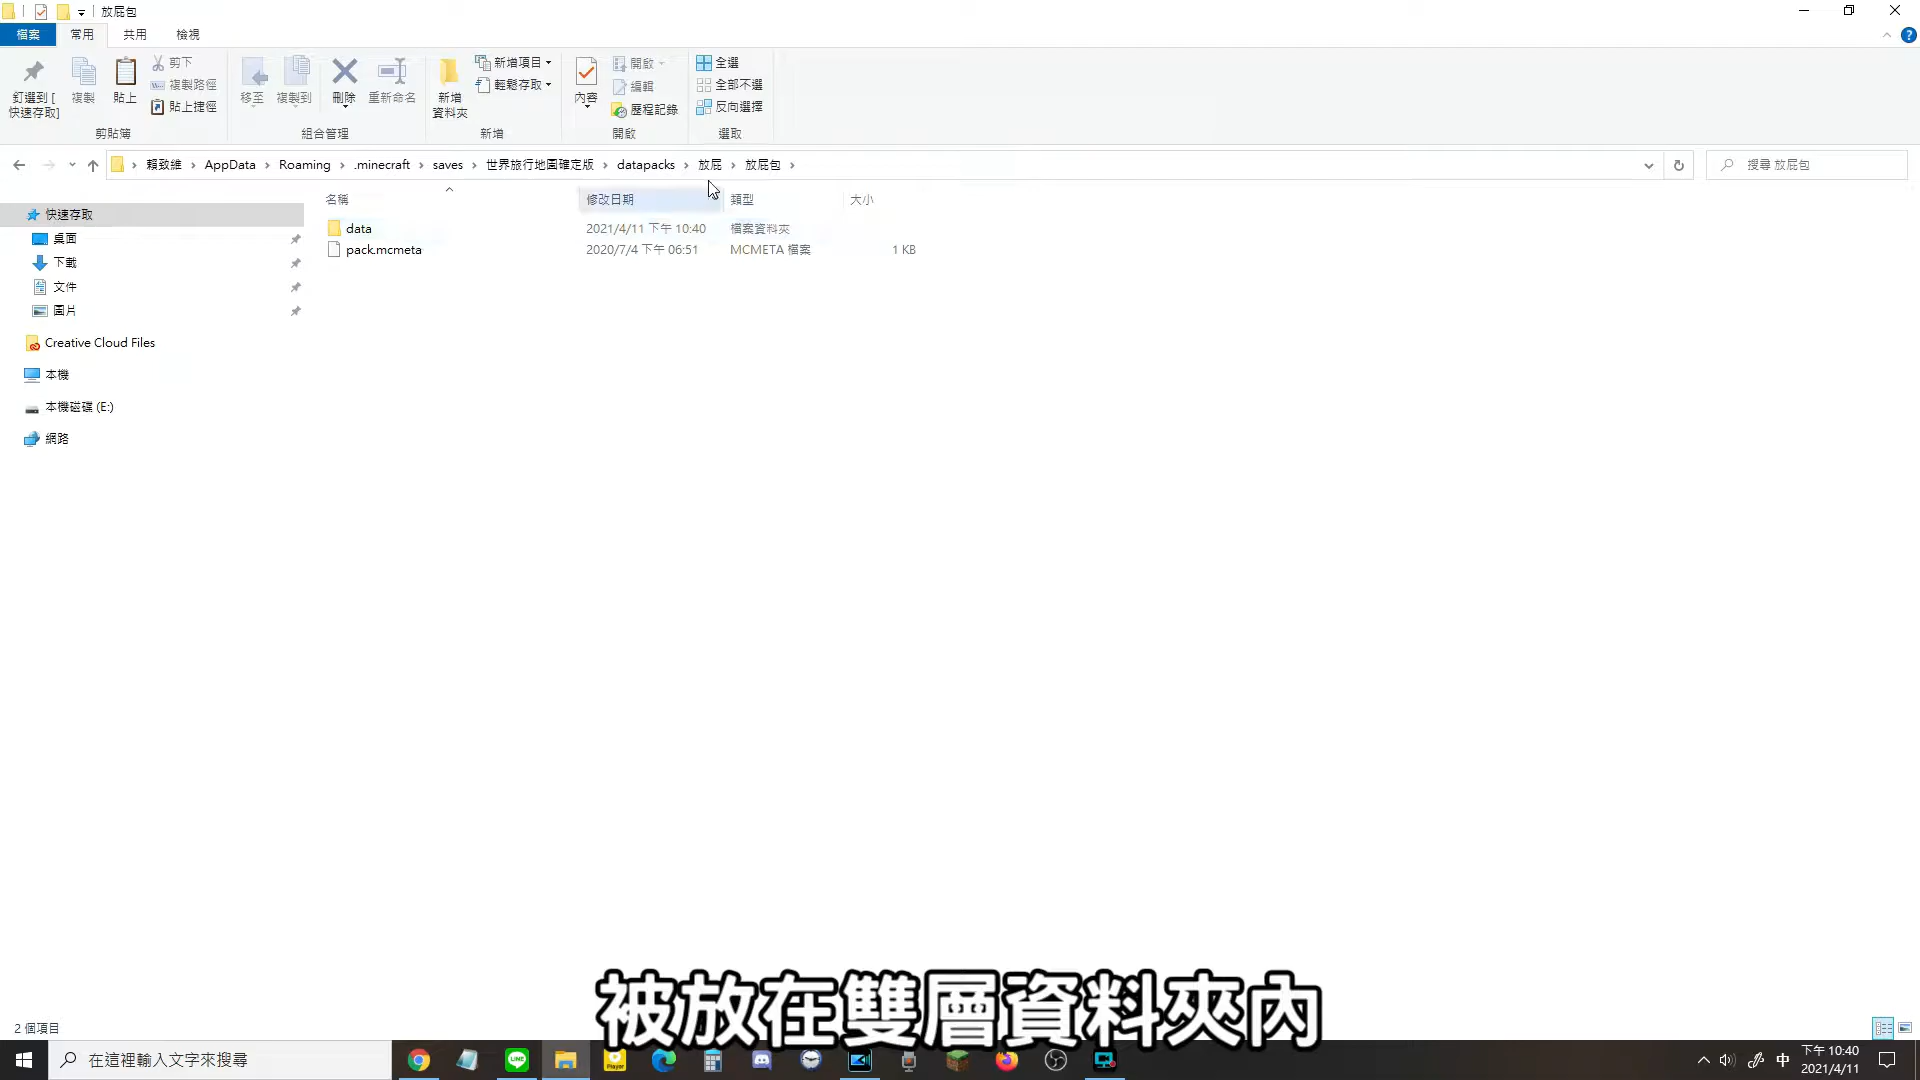 放屁包
檔案
常用
共用
檢視
釘選到 [
快速存取]
複製
貼上
剪下
複製路徑
貼上捷徑
剪貼簿
移至
複製到
刪除
重新命名
組合管理
新增
資料夾
新增項目
輕鬆存取
新增
內容
開啟
編輯
歷程記錄
開啟
全選
全部不選
反向選擇
選取
賴致維 › AppData › Roaming › .minecraft › saves › 世界旅行地圖確定版 › datapacks › 放屁 › 放屁包 ›
搜尋 放屁包
名稱 修改日期 類型 大小
data 2021/4/11 下午 10:40 檔案資料夾
pack.mcmeta 2020/7/4 下午 06:51 MCMETA 檔案 1 KB
快速存取
桌面
下載
文件
圖片
Creative Cloud Files
本機
本機磁碟 (E:)
網路
被放在雙層資料夾內
2 個項目
在這裡輸入文字來搜尋
LINE
Player
中
下午 10:40
2021/4/11